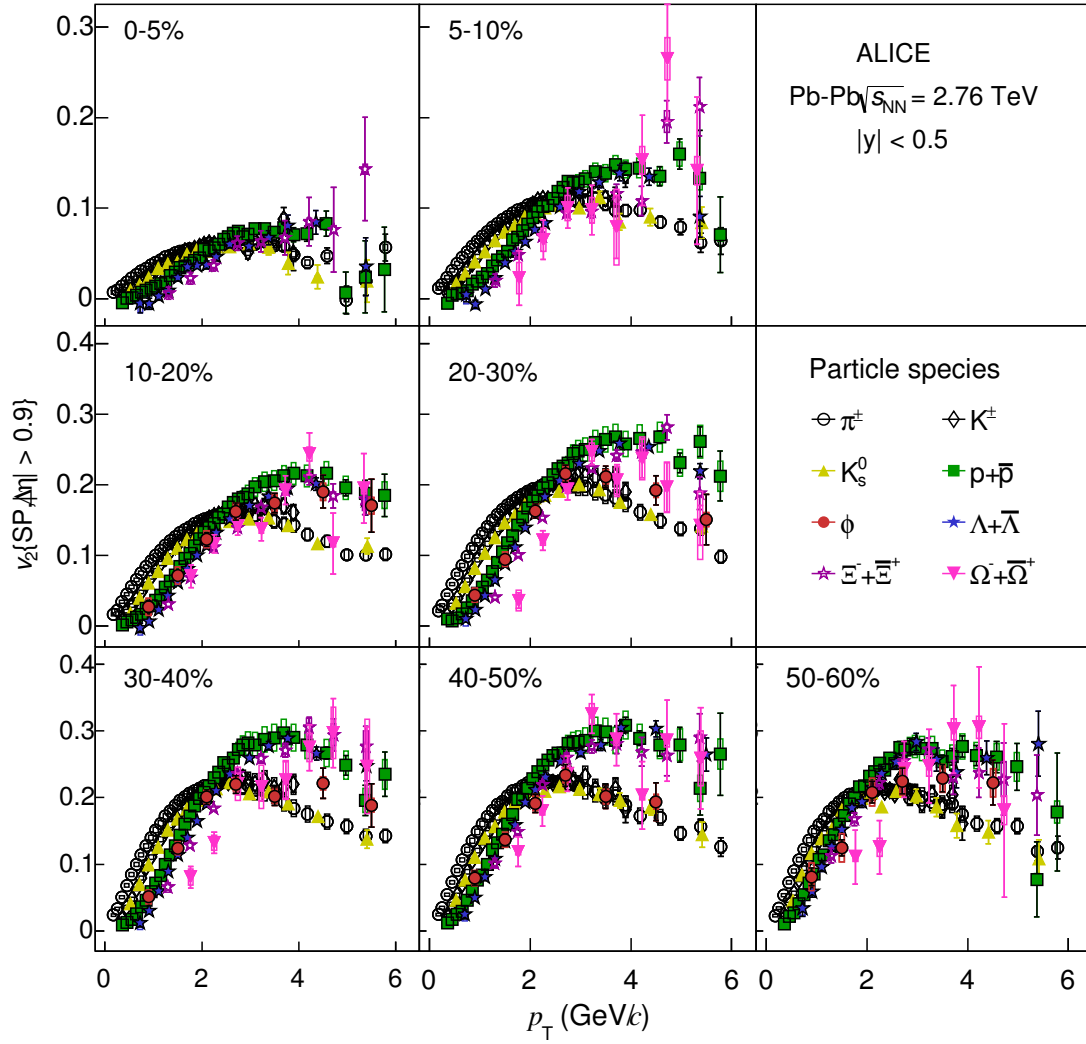 0-5%
5-10%
ALICE
Pb-Pb √s_NN = 2.76 TeV
|y| < 0.5
0.3
0.2
0.1
0
10-20%
20-30%
Particle species
π±
K±
K⁰s
p+p̅
ϕ
Λ+Λ̅
Ξ⁻+Ξ̅⁺
Ω⁻+Ω̅⁺
0.4
0.3
0.2
0.1
0
v₂{SP,|Δη| > 0.9}
30-40%
40-50%
50-60%
0.4
0.3
0.2
0.1
0
0 2 4 6 0 2 4 6 0 2 4 6
p_T (GeV/c)